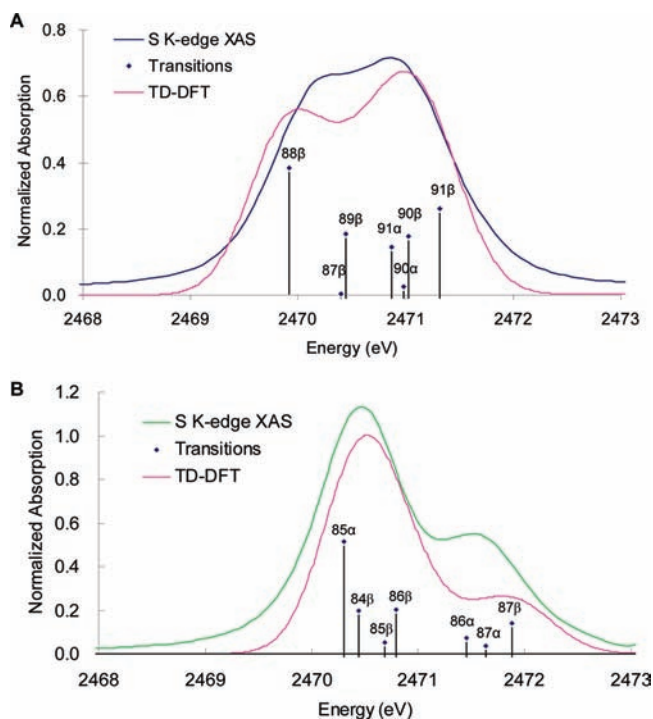 A
S K-edge XAS
Transitions
TD-DFT
Normalized Absorption
0.8
0.6
0.4
0.2
0.0
88β
89β
87β
91α
90β
90α
91β
2468 2469 2470 2471 2472 2473
Energy (eV)
B
S K-edge XAS
Transitions
TD-DFT
Normalized Absorption
1.2
1.0
0.8
0.6
0.4
0.2
0.0
85α
84β
85β
86β
86α
87α
87β
2468 2469 2470 2471 2472 2473
Energy (eV)